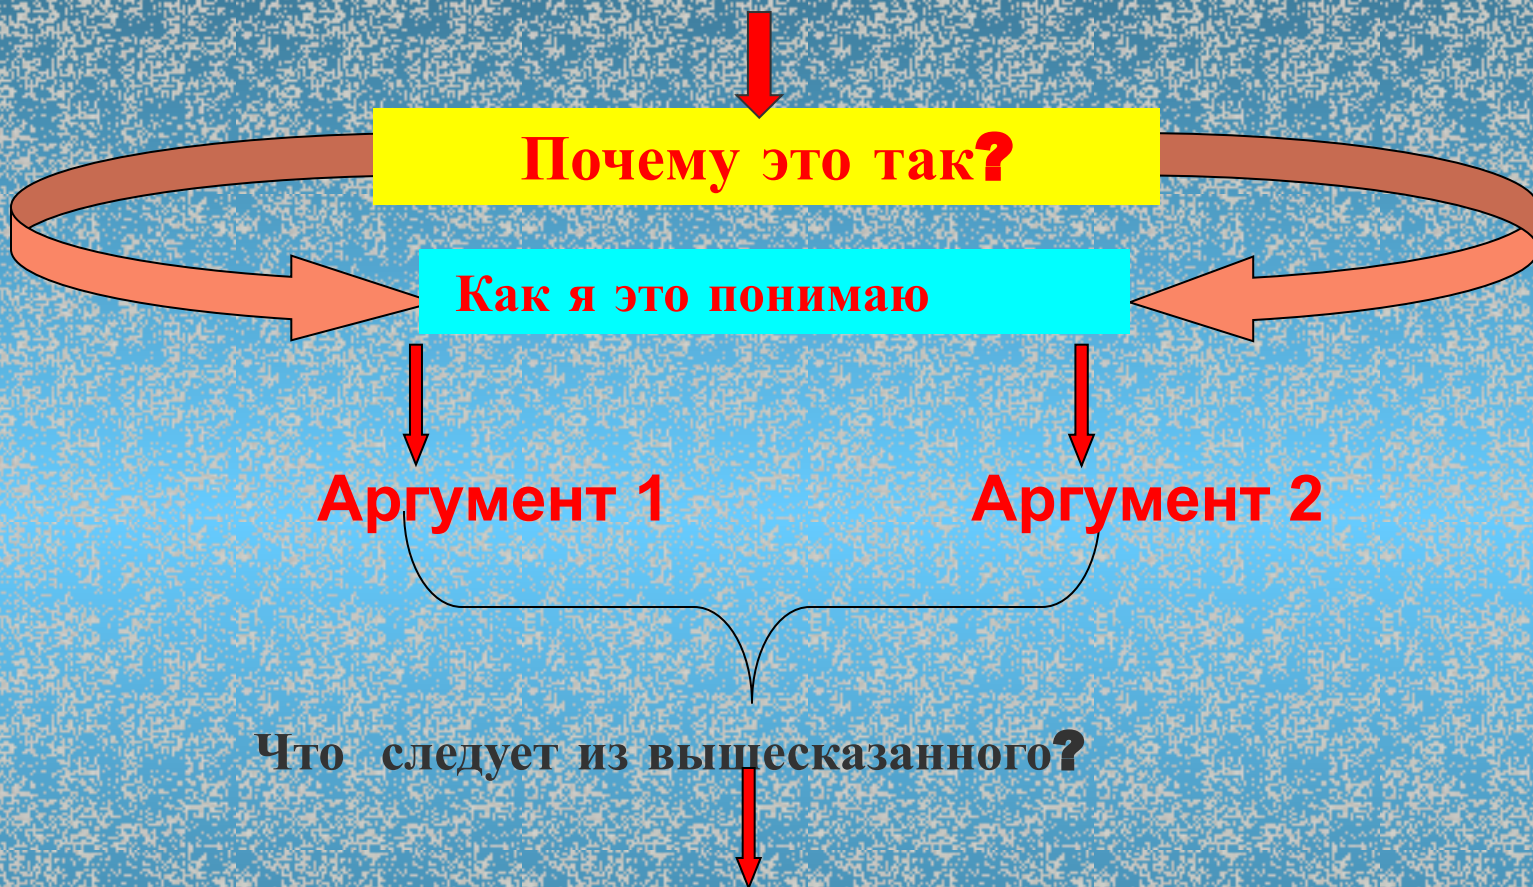 Почему это так?
Как я это понимаю
Аргумент 1 Аргумент 2
Что следует из вышесказанного?